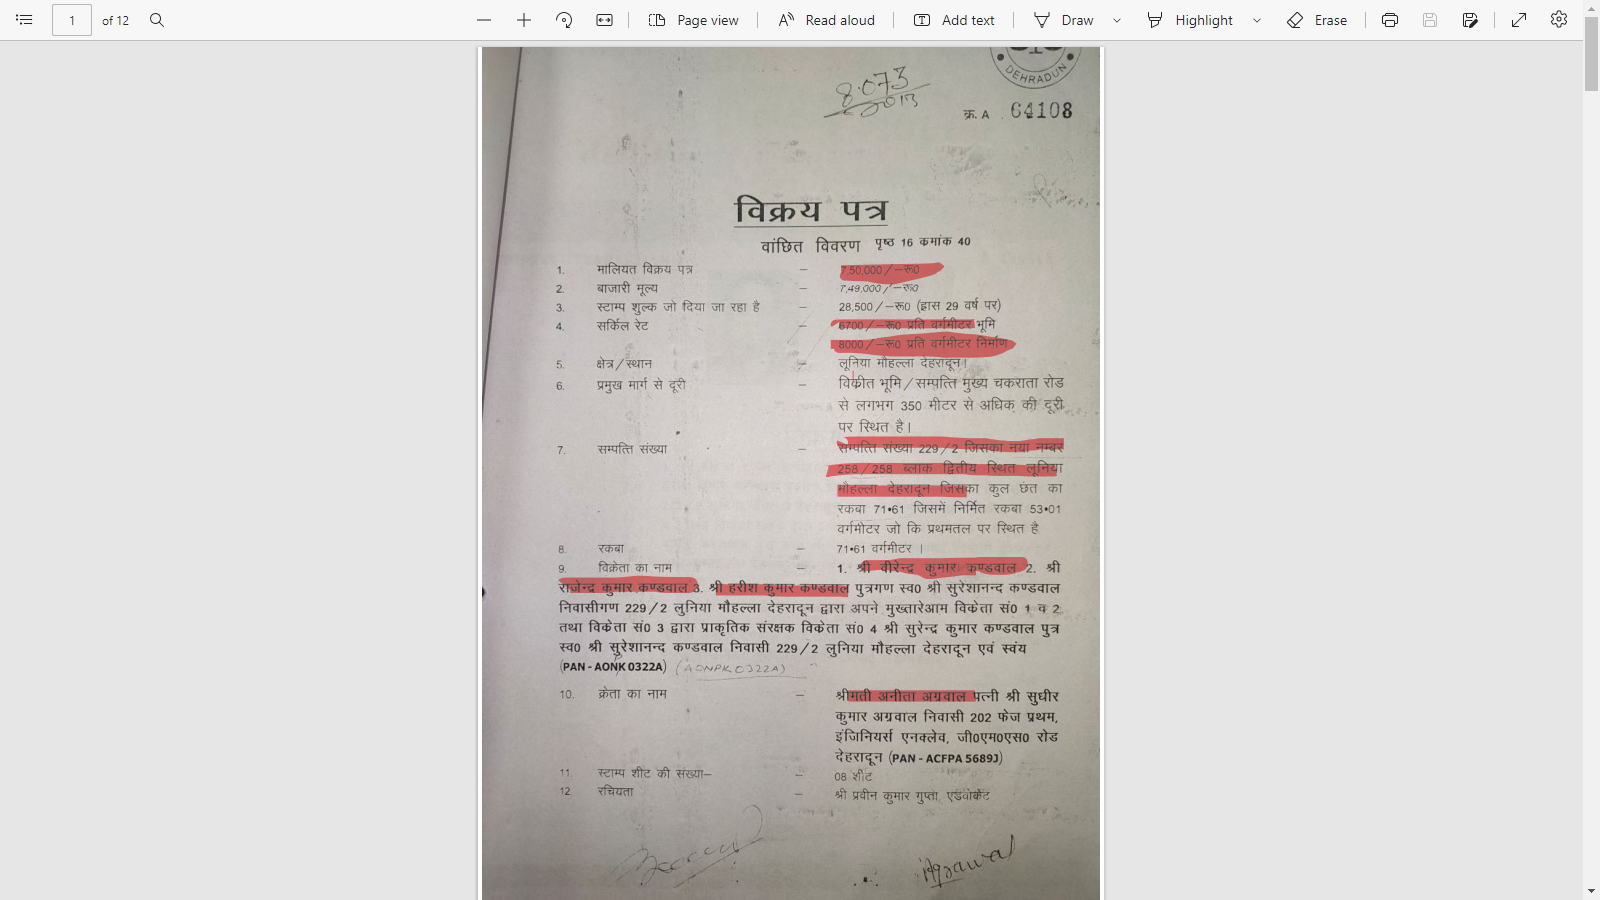 1 of 12 Page view Read aloud Add text Draw Highlight Erase
DEHRADUN
8.073
2013
क्र. A 64108
विक्रय पत्र
वांछित विवरण पृष्ठ 16 कमांक 40
1. मालियत विक्रय पत्र – 7,50,000/–रू0
2. बाजारी मूल्य – 7,49,000/–रू0
3. स्टाम्प शुल्क जो दिया जा रहा है – 28,500/–रू0 (हास 29 वर्ष पर)
4. सर्किल रेट – 6700/–रू0 प्रति वर्गमीटर भूमि
8000/–रू0 प्रति वर्गमीटर निर्माण
5. क्षेत्र/स्थान – लूनिया मौहल्ला देहरादून।
6. प्रमुख मार्ग से दूरी – विकीत भूमि/सम्पत्ति मुख्य चकराता रोड
से लगभग 350 मीटर से अधिक की दूरी
पर स्थित है।
7. सम्पत्ति संख्या – सम्पत्ति संख्या 229/2 जिसका नया नम्बर
258/258 ब्लाक द्वितीय स्थित लूनिया
मौहल्ला देहरादून जिसका कुल छंत का
रकबा 71•61 जिसमें निर्मित रकबा 53•01
वर्गमीटर जो कि प्रथमतल पर स्थित है
8. रकबा – 71•61 वर्गमीटर ।
9. विक्रेता का नाम – 1. श्री वीरेन्द्र कुमार कण्डवाल 2. श्री
राजेन्द्र कुमार कण्डवाल 3. श्री हरीश कुमार कण्डवाल पुत्रगण स्व0 श्री सुरेशानन्द कण्डवाल
निवासीगण 229/2 लुनिया मौहल्ला देहरादून द्वारा अपने मुख्तारेआम विकेता सं0 1 व 2
तथा विकेता सं0 3 द्वारा प्राकृतिक संरक्षक विकेता सं0 4 श्री सुरेन्द्र कुमार कण्डवाल पुत्र
स्व0 श्री सुरेशानन्द कण्डवाल निवासी 229/2 लुनिया मौहल्ला देहरादून एवं स्वंय
(PAN - AONK 0322A) (AONPK0322A)
10. क्रेता का नाम – श्रीमती अनीता अग्रवाल पत्नी श्री सुधीर
कुमार अग्रवाल निवासी 202 फेज प्रथम,
इंजिनियर्स एनक्लेव, जी0एम0एस0 रोड
देहरादून (PAN - ACFPA 5689J)
11. स्टाम्प शीट की संख्या– – 08 शीट
12. रचियता – श्री प्रवीन कुमार गुप्ता, एडवोकेट
Agrawal